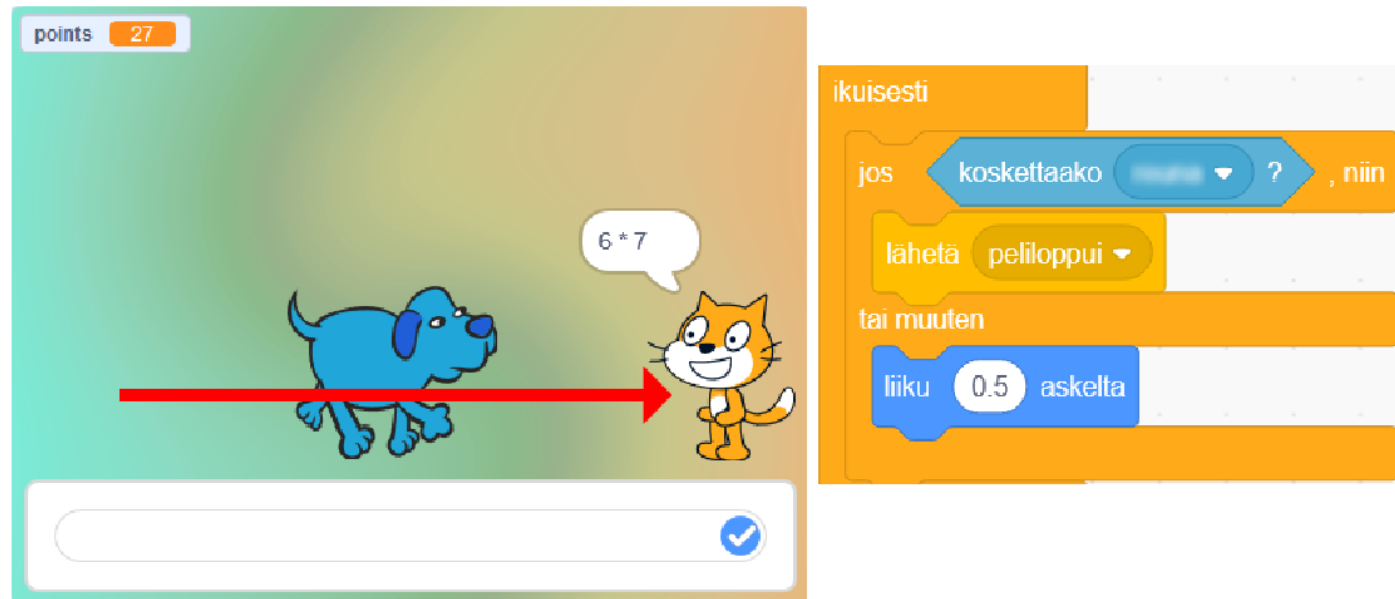 points 27
6 * 7
ikuisesti
jos koskettaako ? , niin
lähetä peliloppui
tai muuten
liiku 0.5 askelta